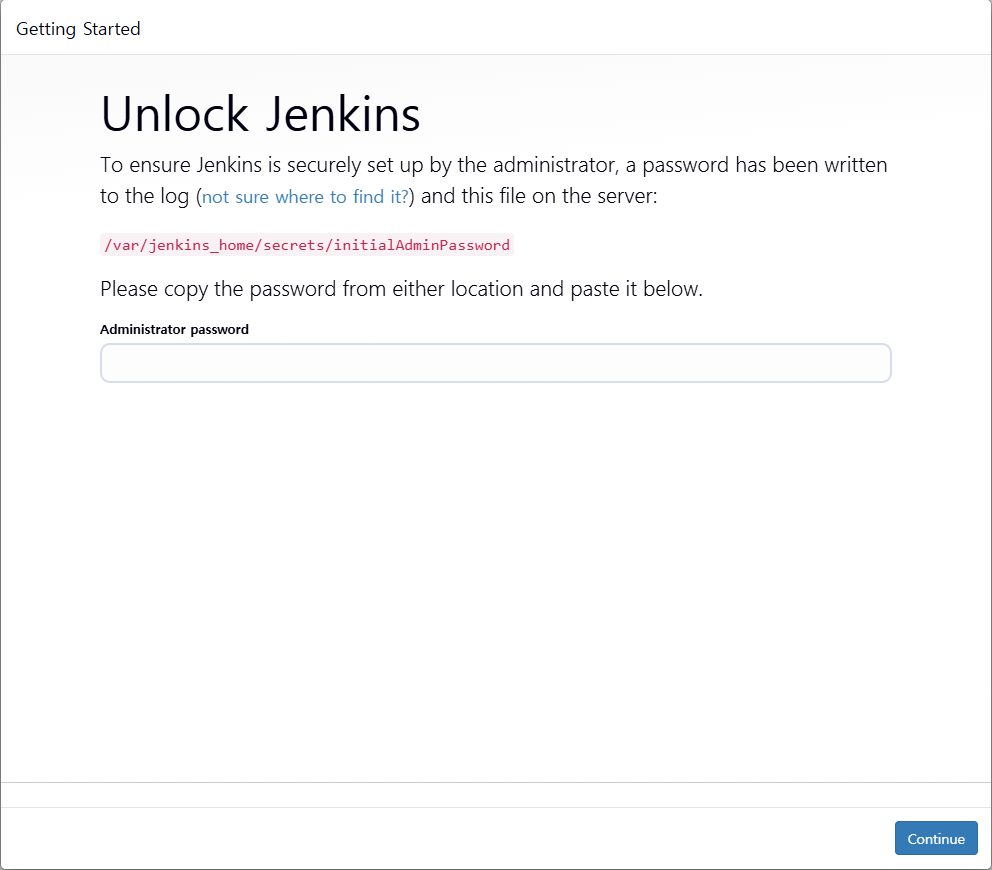 Getting Started
Unlock Jenkins
To ensure Jenkins is securely set up by the administrator, a password has been written
to the log (not sure where to find it?) and this file on the server:
/var/jenkins_home/secrets/initialAdminPassword
Please copy the password from either location and paste it below.
Administrator password
Continue